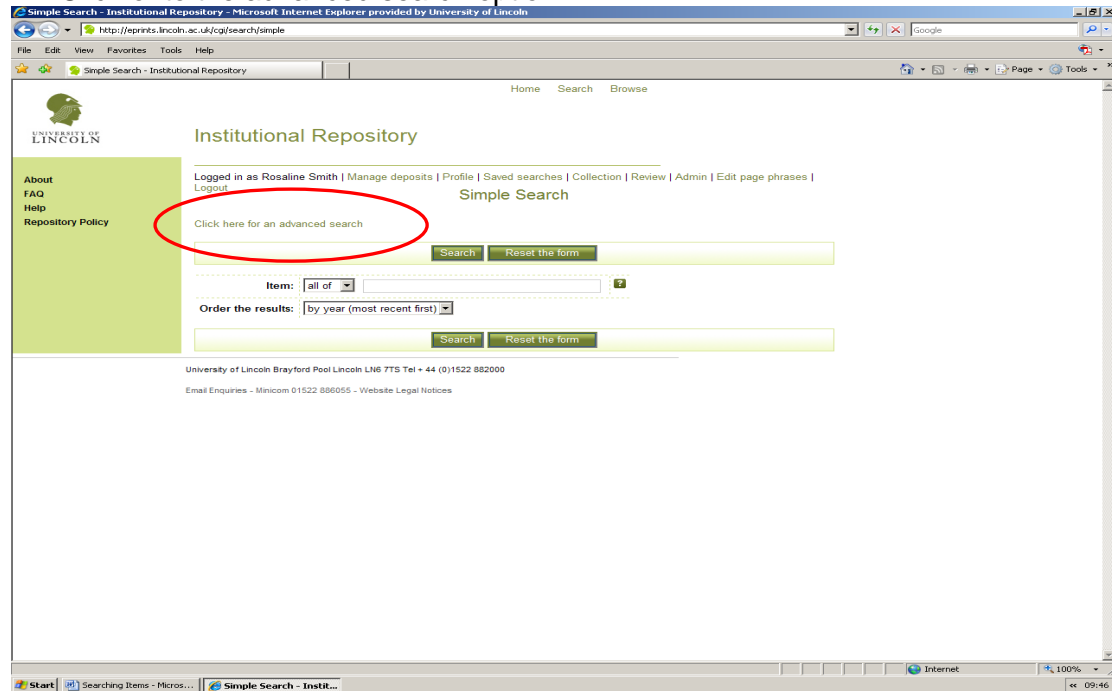 Simple Search - Institutional Repository - Microsoft Internet Explorer provided by University of Lincoln
http://eprints.lincoln.ac.uk/cgi/search/simple
Google
File Edit View Favorites Tools Help
Simple Search - Institutional Repository
Page Tools
Home Search Browse
UNIVERSITY OF
LINCOLN
Institutional Repository
About
FAQ
Help
Repository Policy
Logged in as Rosaline Smith | Manage deposits | Profile | Saved searches | Collection | Review | Admin | Edit page phrases |
Logout
Simple Search
Click here for an advanced search
Search Reset the form
Item: all of ?
Order the results: by year (most recent first)
Search Reset the form
University of Lincoln Brayford Pool Lincoln LN6 7TS Tel + 44 (0)1522 882000
Email Enquiries - Minicom 01522 886055 - Website Legal Notices
Internet 100%
Start Searching Items - Micros... Simple Search - Instit... « 09:46